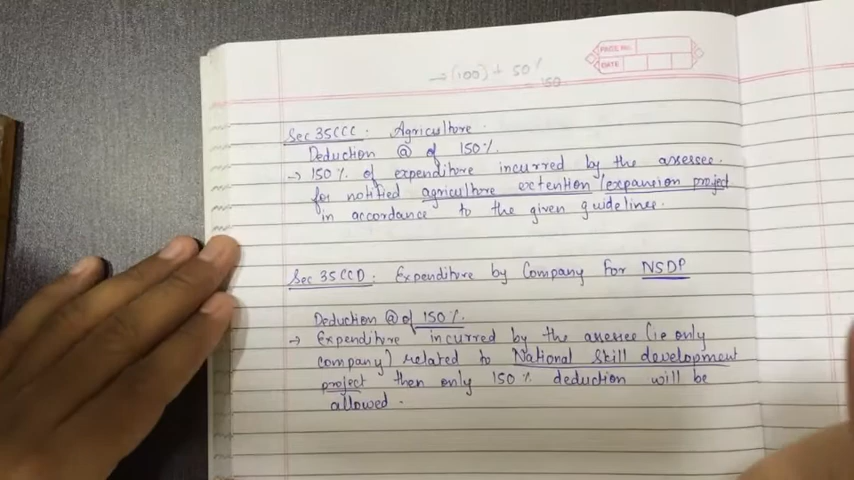 PAGE NO.
DATE
→ (100) + 50%
= 150
Sec 35CCC: Agriculture.
Deduction @ of 150%.
→ 150% of expenditure incurred by the assessee.
for notified agriculture extention/expansion project
in accordance to the given guidelines.
Sec 35CCD: Expenditure by Company for NSDP
Deduction @ of 150%.
→ Expenditure incurred by the assessee (ie only
company) related to National Skill development
project then only 150% deduction will be
allowed.